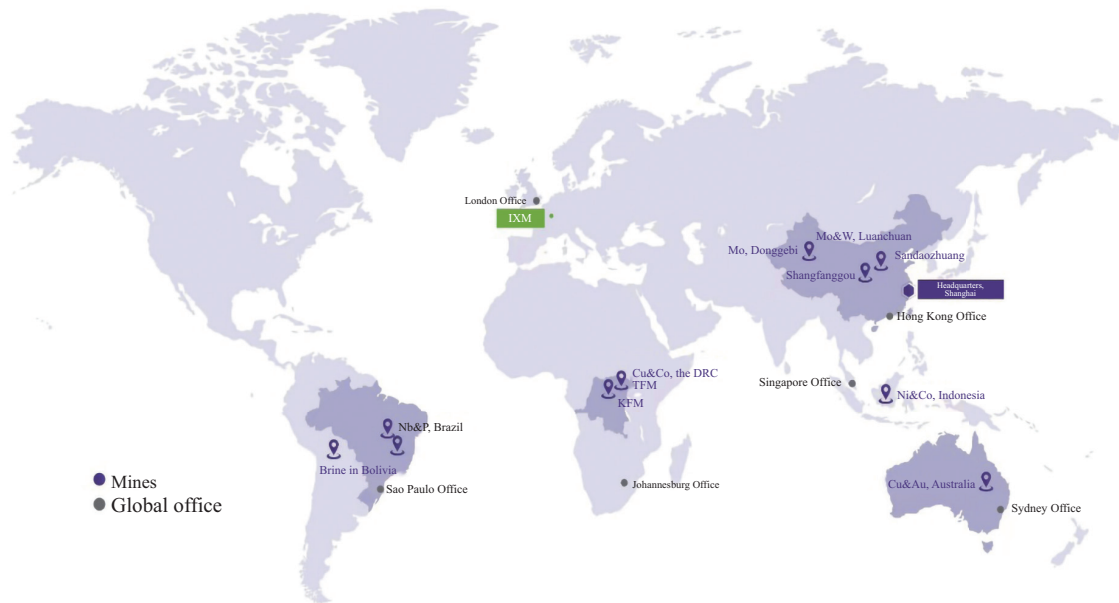 London Office
IXM
Mo&W, Luanchuan
Mo, Donggebi
Sandaozhuang
Shangfanggou
Headquarters,
Shanghai
Hong Kong Office
Cu&Co, the DRC
TFM
KFM
Singapore Office
Ni&Co, Indonesia
Nb&P, Brazil
Brine in Bolivia
Sao Paulo Office
Johannesburg Office
Cu&Au, Australia
Sydney Office
Mines
Global office